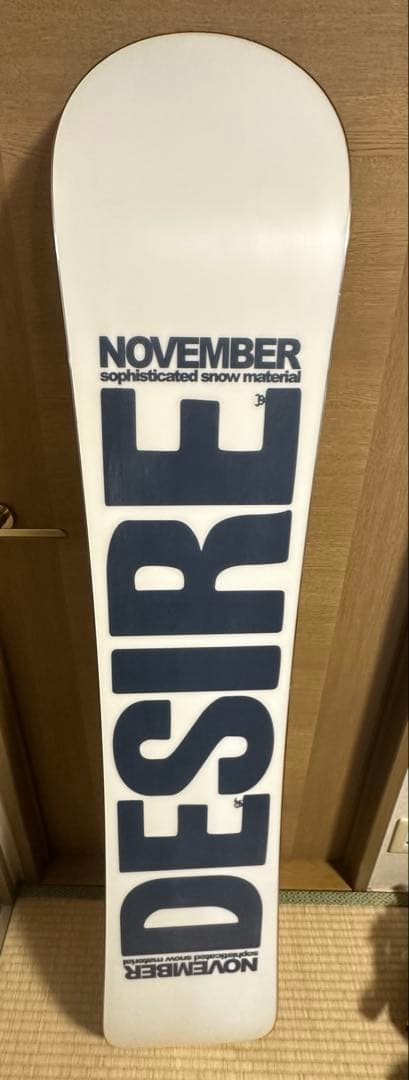 NOVEMBER
sophisticated snow material
DESIRE
NOVEMBER
sophisticated snow material